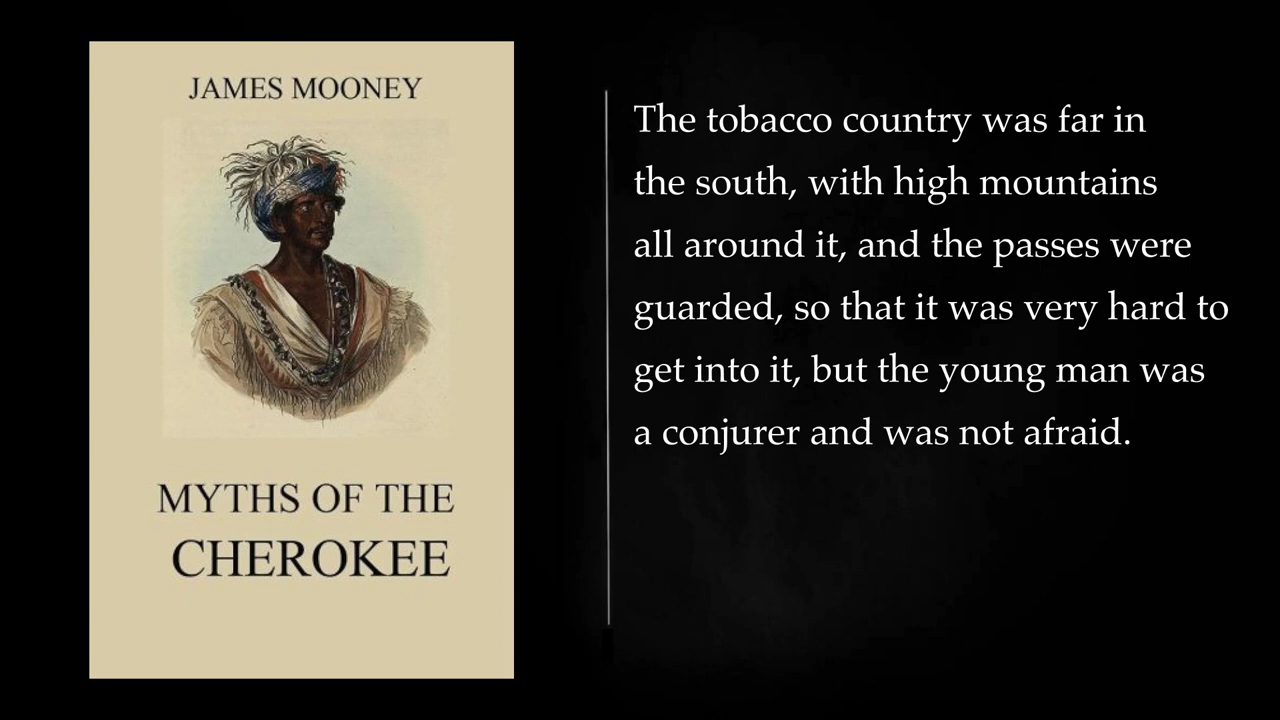 JAMES MOONEY
MYTHS OF THE
CHEROKEE
The tobacco country was far in
the south, with high mountains
all around it, and the passes were
guarded, so that it was very hard to
get into it, but the young man was
a conjurer and was not afraid.